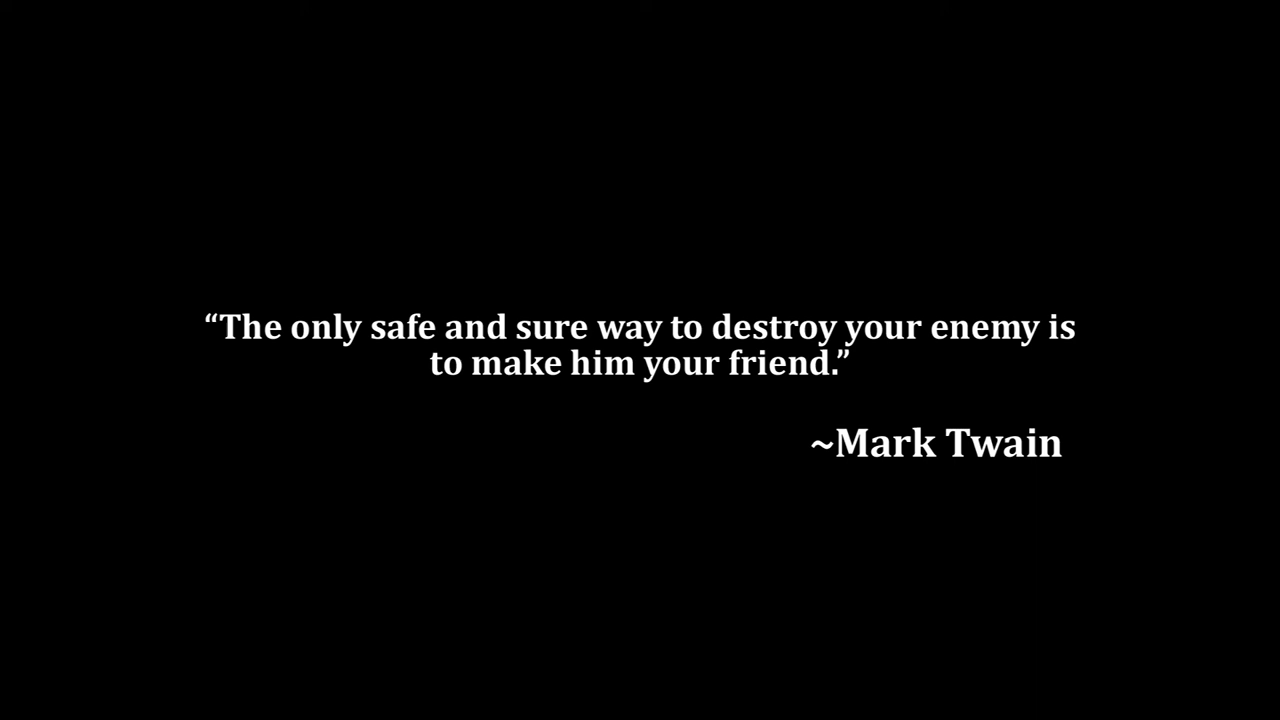 “The only safe and sure way to destroy your enemy is
to make him your friend.”
~Mark Twain